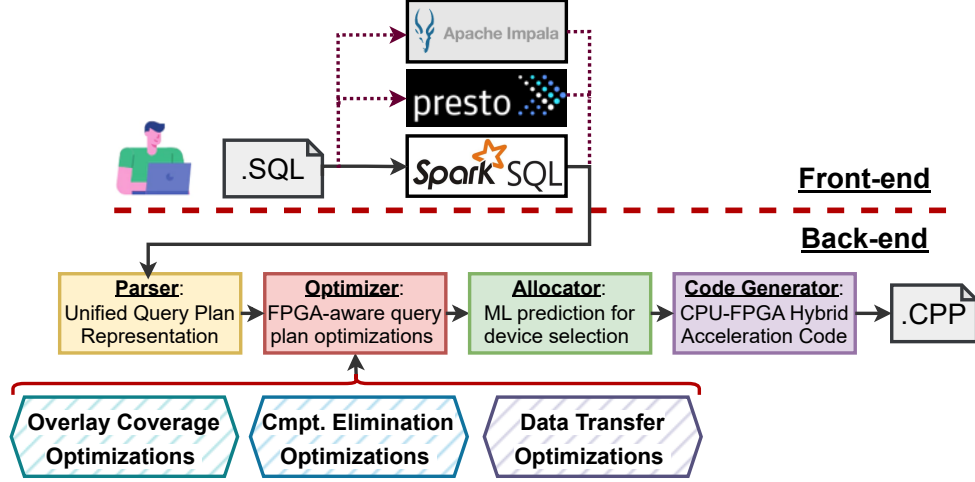 Apache Impala
presto
.SQL
Spark SQL
Front-end
Back-end
Parser:
Unified Query Plan
Representation
Optimizer:
FPGA-aware query
plan optimizations
Allocator:
ML prediction for
device selection
Code Generator:
CPU-FPGA Hybrid
Acceleration Code
.CPP
Overlay Coverage
Optimizations
Cmpt. Elimination
Optimizations
Data Transfer
Optimizations